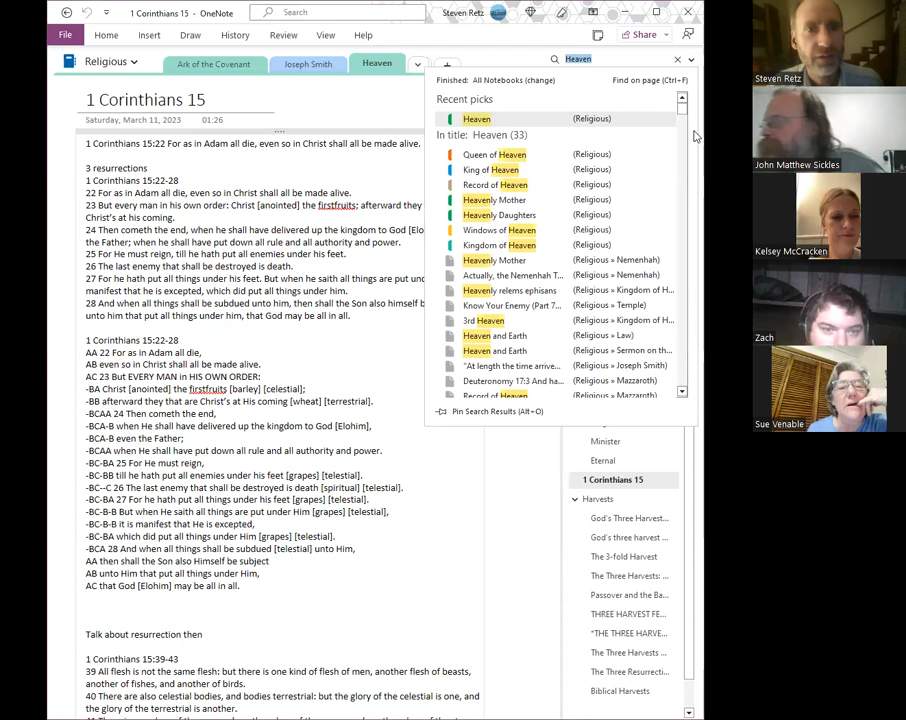 1 Corinthians 15 - OneNote
Search
Steven Retz
File
Home
Insert
Draw
History
Review
View
Help
Share
Religious
Ark of the Covenant
Joseph Smith
Heaven
Heaven
1 Corinthians 15
Saturday, March 11, 2023 01:26
1 Corinthians 15:22 For as in Adam all die, even so in Christ shall all be made alive.
3 resurrections
1 Corinthians 15:22-28
22 For as in Adam all die, even so in Christ shall all be made alive.
23 But every man in his own order: Christ [anointed] the firstfruits; afterward they
Christ's at his coming.
24 Then cometh the end, when he shall have delivered up the kingdom to God [Elo
the Father; when he shall have put down all rule and all authority and power.
25 For He must reign, till he hath put all enemies under his feet.
26 The last enemy that shall be destroyed is death.
27 For he hath put all things under his feet. But when he saith all things are put und
manifest that he is excepted, which did put all things under him.
28 And when all things shall be subdued unto him, then shall the Son also himself b
unto him that put all things under him, that God may be all in all.
1 Corinthians 15:22-28
AA 22 For as in Adam all die,
AB even so in Christ shall all be made alive.
AC 23 But EVERY MAN in HIS OWN ORDER:
-BA Christ [anointed] the firstfruits [barley] [celestial];
-BB afterward they that are Christ's at His coming [wheat] [terrestrial].
-BCAA 24 Then cometh the end,
-BCA-B when He shall have delivered up the kingdom to God [Elohim],
-BCA-B even the Father;
-BCAA when He shall have put down all rule and all authority and power.
-BC-BA 25 For He must reign,
-BC-BB till he hath put all enemies under his feet [grapes] [telestial].
-BC--C 26 The last enemy that shall be destroyed is death [spiritual] [telestial].
-BC-BA 27 For he hath put all things under his feet [grapes] [telestial].
-BC-B-B But when He saith all things are put under Him [grapes] [telestial],
-BC-B-B it is manifest that He is excepted,
-BC-BA which did put all things under Him [grapes] [telestial].
-BCA 28 And when all things shall be subdued [telestial] unto Him,
AA then shall the Son also Himself be subject
AB unto Him that put all things under Him,
AC that God [Elohim] may be all in all.
Talk about resurrection then
1 Corinthians 15:39-43
39 All flesh is not the same flesh: but there is one kind of flesh of men, another flesh of beasts,
another of fishes, and another of birds.
40 There are also celestial bodies, and bodies terrestrial: but the glory of the celestial is one, and
the glory of the terrestrial is another.
Finished: All Notebooks (change)
Find on page (Ctrl+F)
Recent picks
Heaven (Religious)
In title: Heaven (33)
Queen of Heaven (Religious)
King of Heaven (Religious)
Record of Heaven (Religious)
Heavenly Mother (Religious)
Heavenly Daughters (Religious)
Windows of Heaven (Religious)
Kingdom of Heaven (Religious)
Heavenly Mother (Religious » Nemenhah)
Actually, the Nemenhah T... (Religious » Nemenhah)
Heavenly relems ephisans (Religious » Kingdom of H...
Know Your Enemy (Part 7... (Religious » Temple)
3rd Heaven (Religious » Kingdom of H...
Heaven and Earth (Religious » Law)
Heaven and Earth (Religious » Sermon on th...
"At length the time arrive... (Religious » Joseph Smith)
Deuteronomy 17:3 And ha... (Religious » Mazzaroth)
Record of Heaven (Religious » Mazzaroth)
Pin Search Results (Alt+O)
Minister
Eternal
1 Corinthians 15
Harvests
God's Three Harvest...
God's three harvest ...
The 3-fold Harvest
The Three Harvests: ...
Passover and the Ba...
THREE HARVEST FE...
*THE THREE HARVE...
The Three Harvests ...
The Three Resurrecti...
Biblical Harvests
Steven Retz
John Matthew Sickles
Kelsey McCracken
Zach
Sue Venable